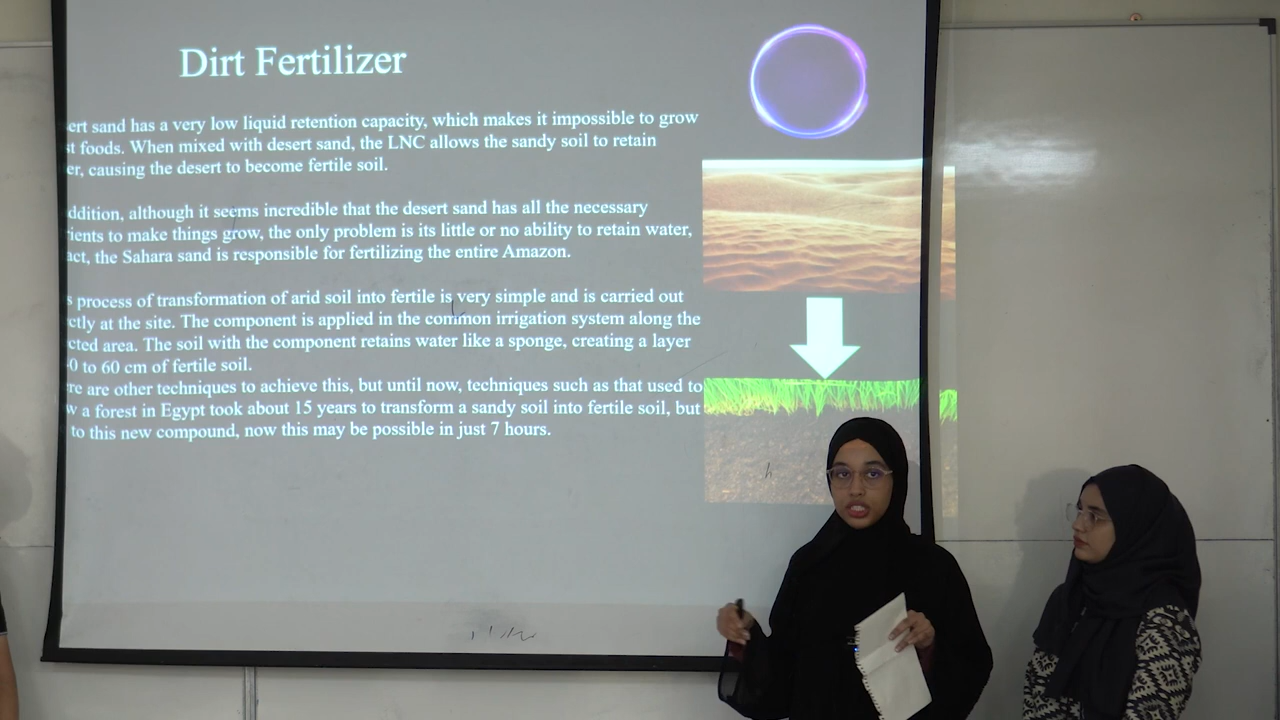 Dirt Fertilizer
ert sand has a very low liquid retention capacity, which makes it impossible to grow
st foods. When mixed with desert sand, the LNC allows the sandy soil to retain
er, causing the desert to become fertile soil.
ddition, although it seems incredible that the desert sand has all the necessary
ients to make things grow, the only problem is its little or no ability to retain water,
act, the Sahara sand is responsible for fertilizing the entire Amazon.
s process of transformation of arid soil into fertile is very simple and is carried out
ctly at the site. The component is applied in the common irrigation system along the
cted area. The soil with the component retains water like a sponge, creating a layer
0 to 60 cm of fertile soil.
re are other techniques to achieve this, but until now, techniques such as that used to
w a forest in Egypt took about 15 years to transform a sandy soil into fertile soil, but
to this new compound, now this may be possible in just 7 hours.